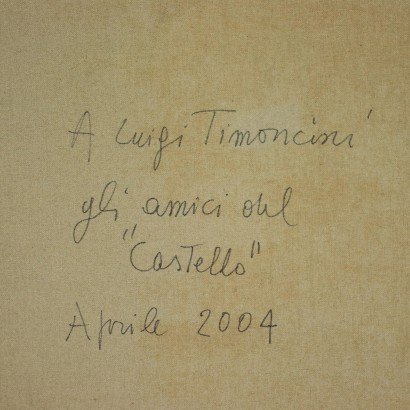 A Luigi Timoncini
gli amici del
"Castello"
Aprile 2004